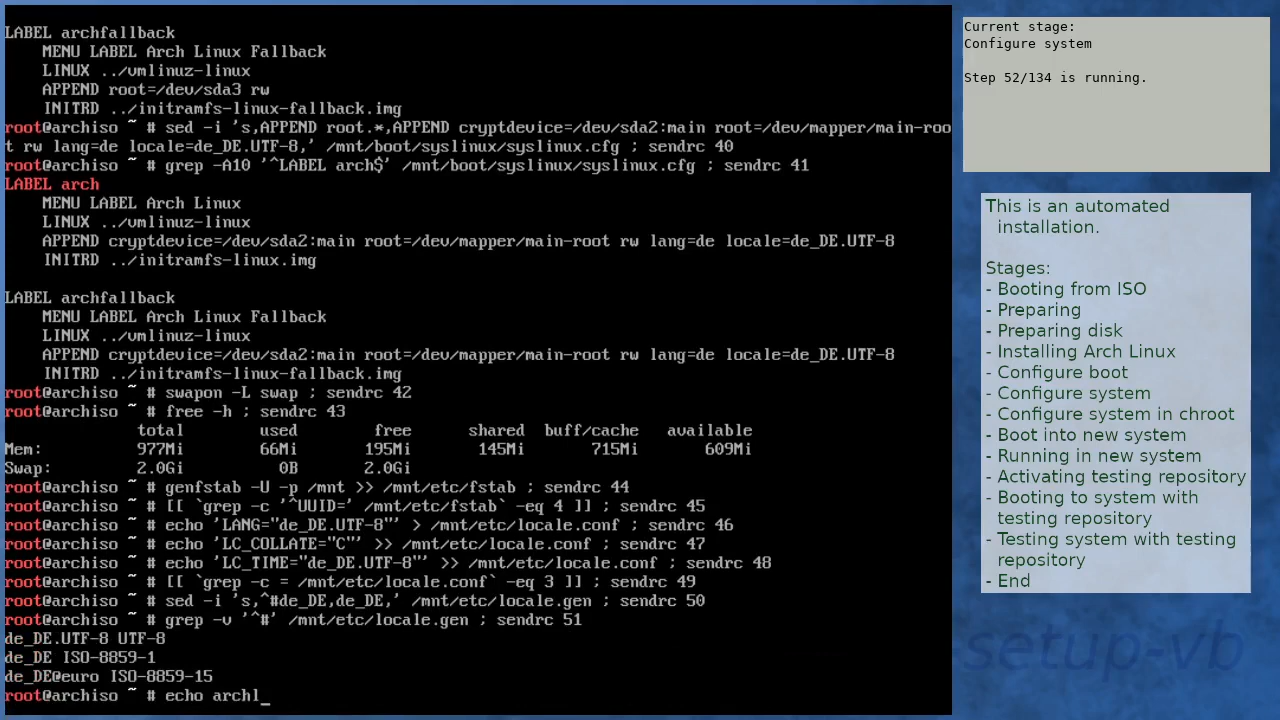 LABEL archfallback
    MENU LABEL Arch Linux Fallback
    LINUX ../vmlinuz-linux
    APPEND root=/dev/sda3 rw
    INITRD ../initramfs-linux-fallback.img
root@archiso ~ # sed -i 's,APPEND root.*,APPEND cryptdevice=/dev/sda2:main root=/dev/mapper/main-roo
t rw lang=de locale=de_DE.UTF-8,' /mnt/boot/syslinux/syslinux.cfg ; sendrc 40
root@archiso ~ # grep -A10 '^LABEL arch$' /mnt/boot/syslinux/syslinux.cfg ; sendrc 41
LABEL arch
    MENU LABEL Arch Linux
    LINUX ../vmlinuz-linux
    APPEND cryptdevice=/dev/sda2:main root=/dev/mapper/main-root rw lang=de locale=de_DE.UTF-8
    INITRD ../initramfs-linux.img

LABEL archfallback
    MENU LABEL Arch Linux Fallback
    LINUX ../vmlinuz-linux
    APPEND cryptdevice=/dev/sda2:main root=/dev/mapper/main-root rw lang=de locale=de_DE.UTF-8
    INITRD ../initramfs-linux-fallback.img
root@archiso ~ # swapon -L swap ; sendrc 42
root@archiso ~ # free -h ; sendrc 43
              total        used        free      shared  buff/cache   available
Mem:          977Mi        66Mi       195Mi       145Mi       715Mi       609Mi
Swap:         2.0Gi          0B       2.0Gi
root@archiso ~ # genfstab -U -p /mnt >> /mnt/etc/fstab ; sendrc 44
root@archiso ~ # [[ `grep -c '^UUID=' /mnt/etc/fstab` -eq 4 ]] ; sendrc 45
root@archiso ~ # echo 'LANG="de_DE.UTF-8"' > /mnt/etc/locale.conf ; sendrc 46
root@archiso ~ # echo 'LC_COLLATE="C"' >> /mnt/etc/locale.conf ; sendrc 47
root@archiso ~ # echo 'LC_TIME="de_DE.UTF-8"' >> /mnt/etc/locale.conf ; sendrc 48
root@archiso ~ # [[ `grep -c = /mnt/etc/locale.conf` -eq 3 ]] ; sendrc 49
root@archiso ~ # sed -i 's,^#de_DE,de_DE,' /mnt/etc/locale.gen ; sendrc 50
root@archiso ~ # grep -v '^#' /mnt/etc/locale.gen ; sendrc 51
de_DE.UTF-8 UTF-8
de_DE ISO-8859-1
de_DE@euro ISO-8859-15
root@archiso ~ # echo archl_
Current stage:
Configure system

Step 52/134 is running.
This is an automated
installation.

Stages:
- Booting from ISO
- Preparing
- Preparing disk
- Installing Arch Linux
- Configure boot
- Configure system
- Configure system in chroot
- Boot into new system
- Running in new system
- Activating testing repository
- Booting to system with
testing repository
- Testing system with testing
repository
- End
setup-vb